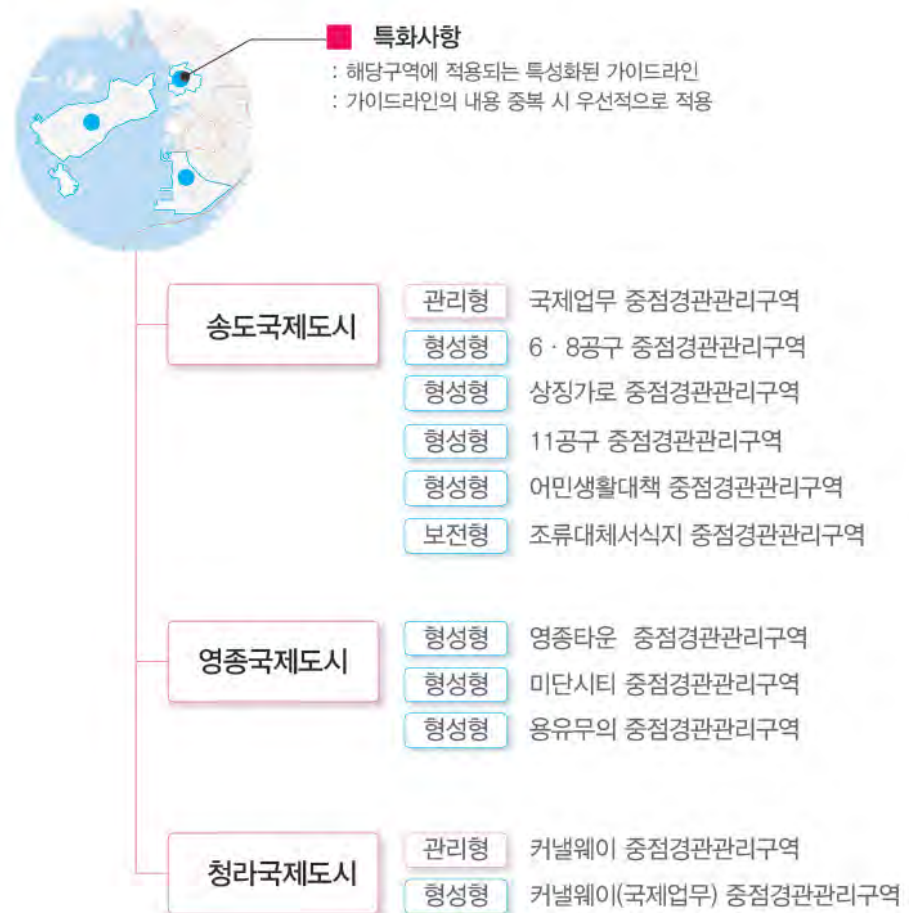 특화사항
: 해당구역에 적용되는 특성화된 가이드라인
: 가이드라인의 내용 중복 시 우선적으로 적용
송도국제도시
관리형 국제업무 중점경관관리구역
형성형 6 · 8공구 중점경관관리구역
형성형 상징가로 중점경관관리구역
형성형 11공구 중점경관관리구역
형성형 어민생활대책 중점경관관리구역
보전형 조류대체서식지 중점경관관리구역
영종국제도시
형성형 영종타운 중점경관관리구역
형성형 미단시티 중점경관관리구역
형성형 용유무의 중점경관관리구역
청라국제도시
관리형 커낼웨이 중점경관관리구역
형성형 커낼웨이(국제업무) 중점경관관리구역